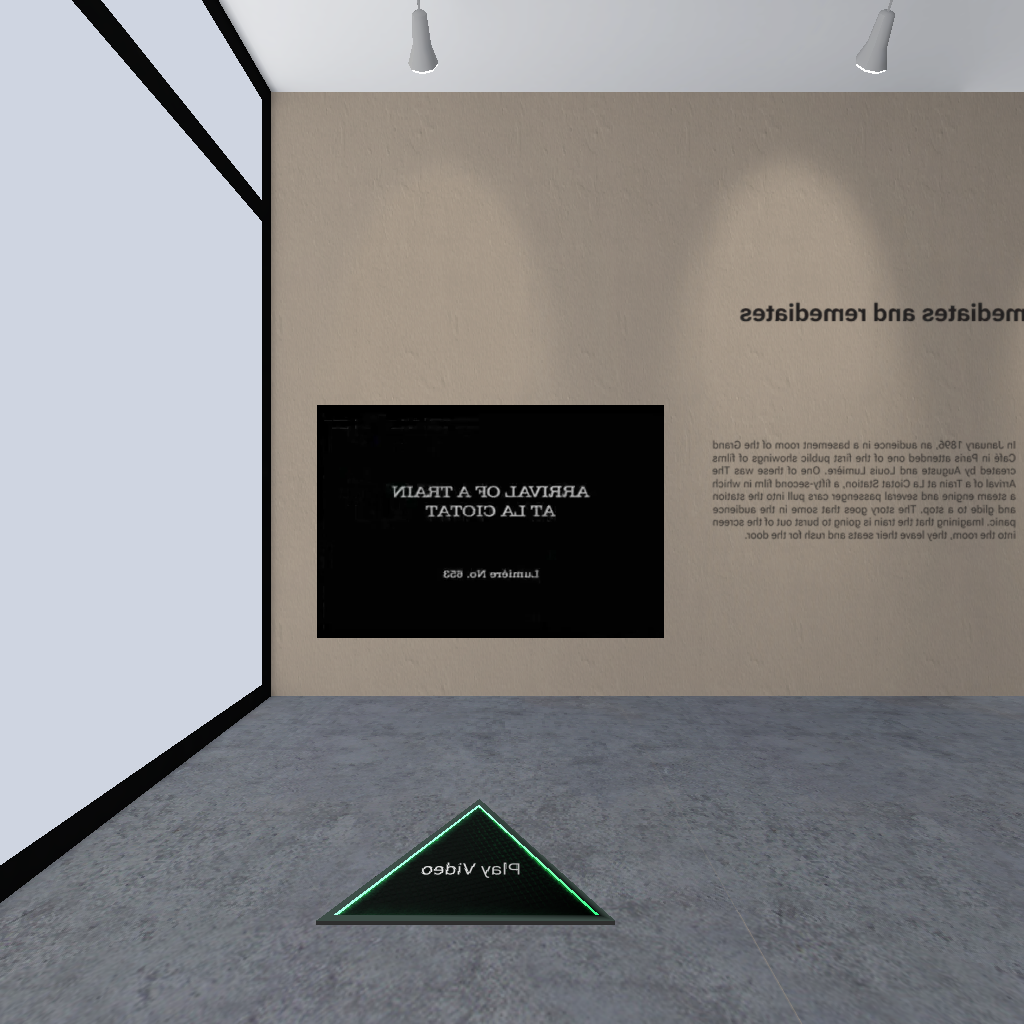 mediates and remediates
In January 1896, an audience in a basement room of the Grand
Café in Paris attended one of the first public showings of films
created by Auguste and Louis Lumière. One of these was The
Arrival of a Train at La Ciotat Station, a fifty-second film in which
a steam engine and several passenger cars pull into the station
and glide to a stop. The story goes that some in the audience
panic. Imagining that the train is going to burst out of the screen
into the room, they leave their seats and rush for the door.
ARRIVAL OF A TRAIN
AT LA CIOTAT
Lumière No. 653
Play Video